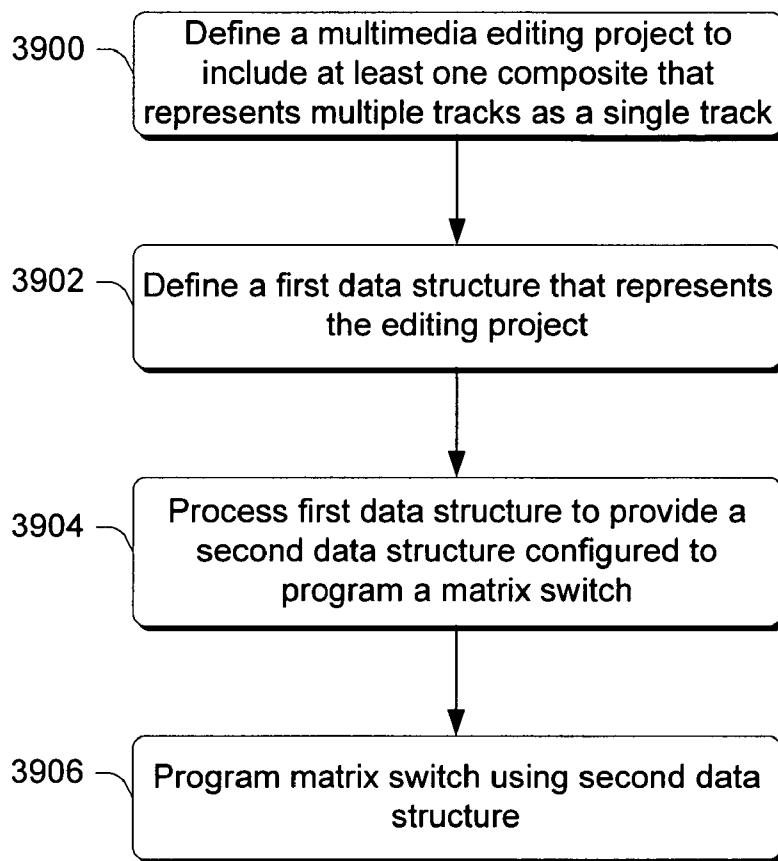 3900
Define a multimedia editing project to
include at least one composite that
represents multiple tracks as a single track
3902
Define a first data structure that represents
the editing project
3904
Process first data structure to provide a
second data structure configured to
program a matrix switch
3906
Program matrix switch using second data
structure